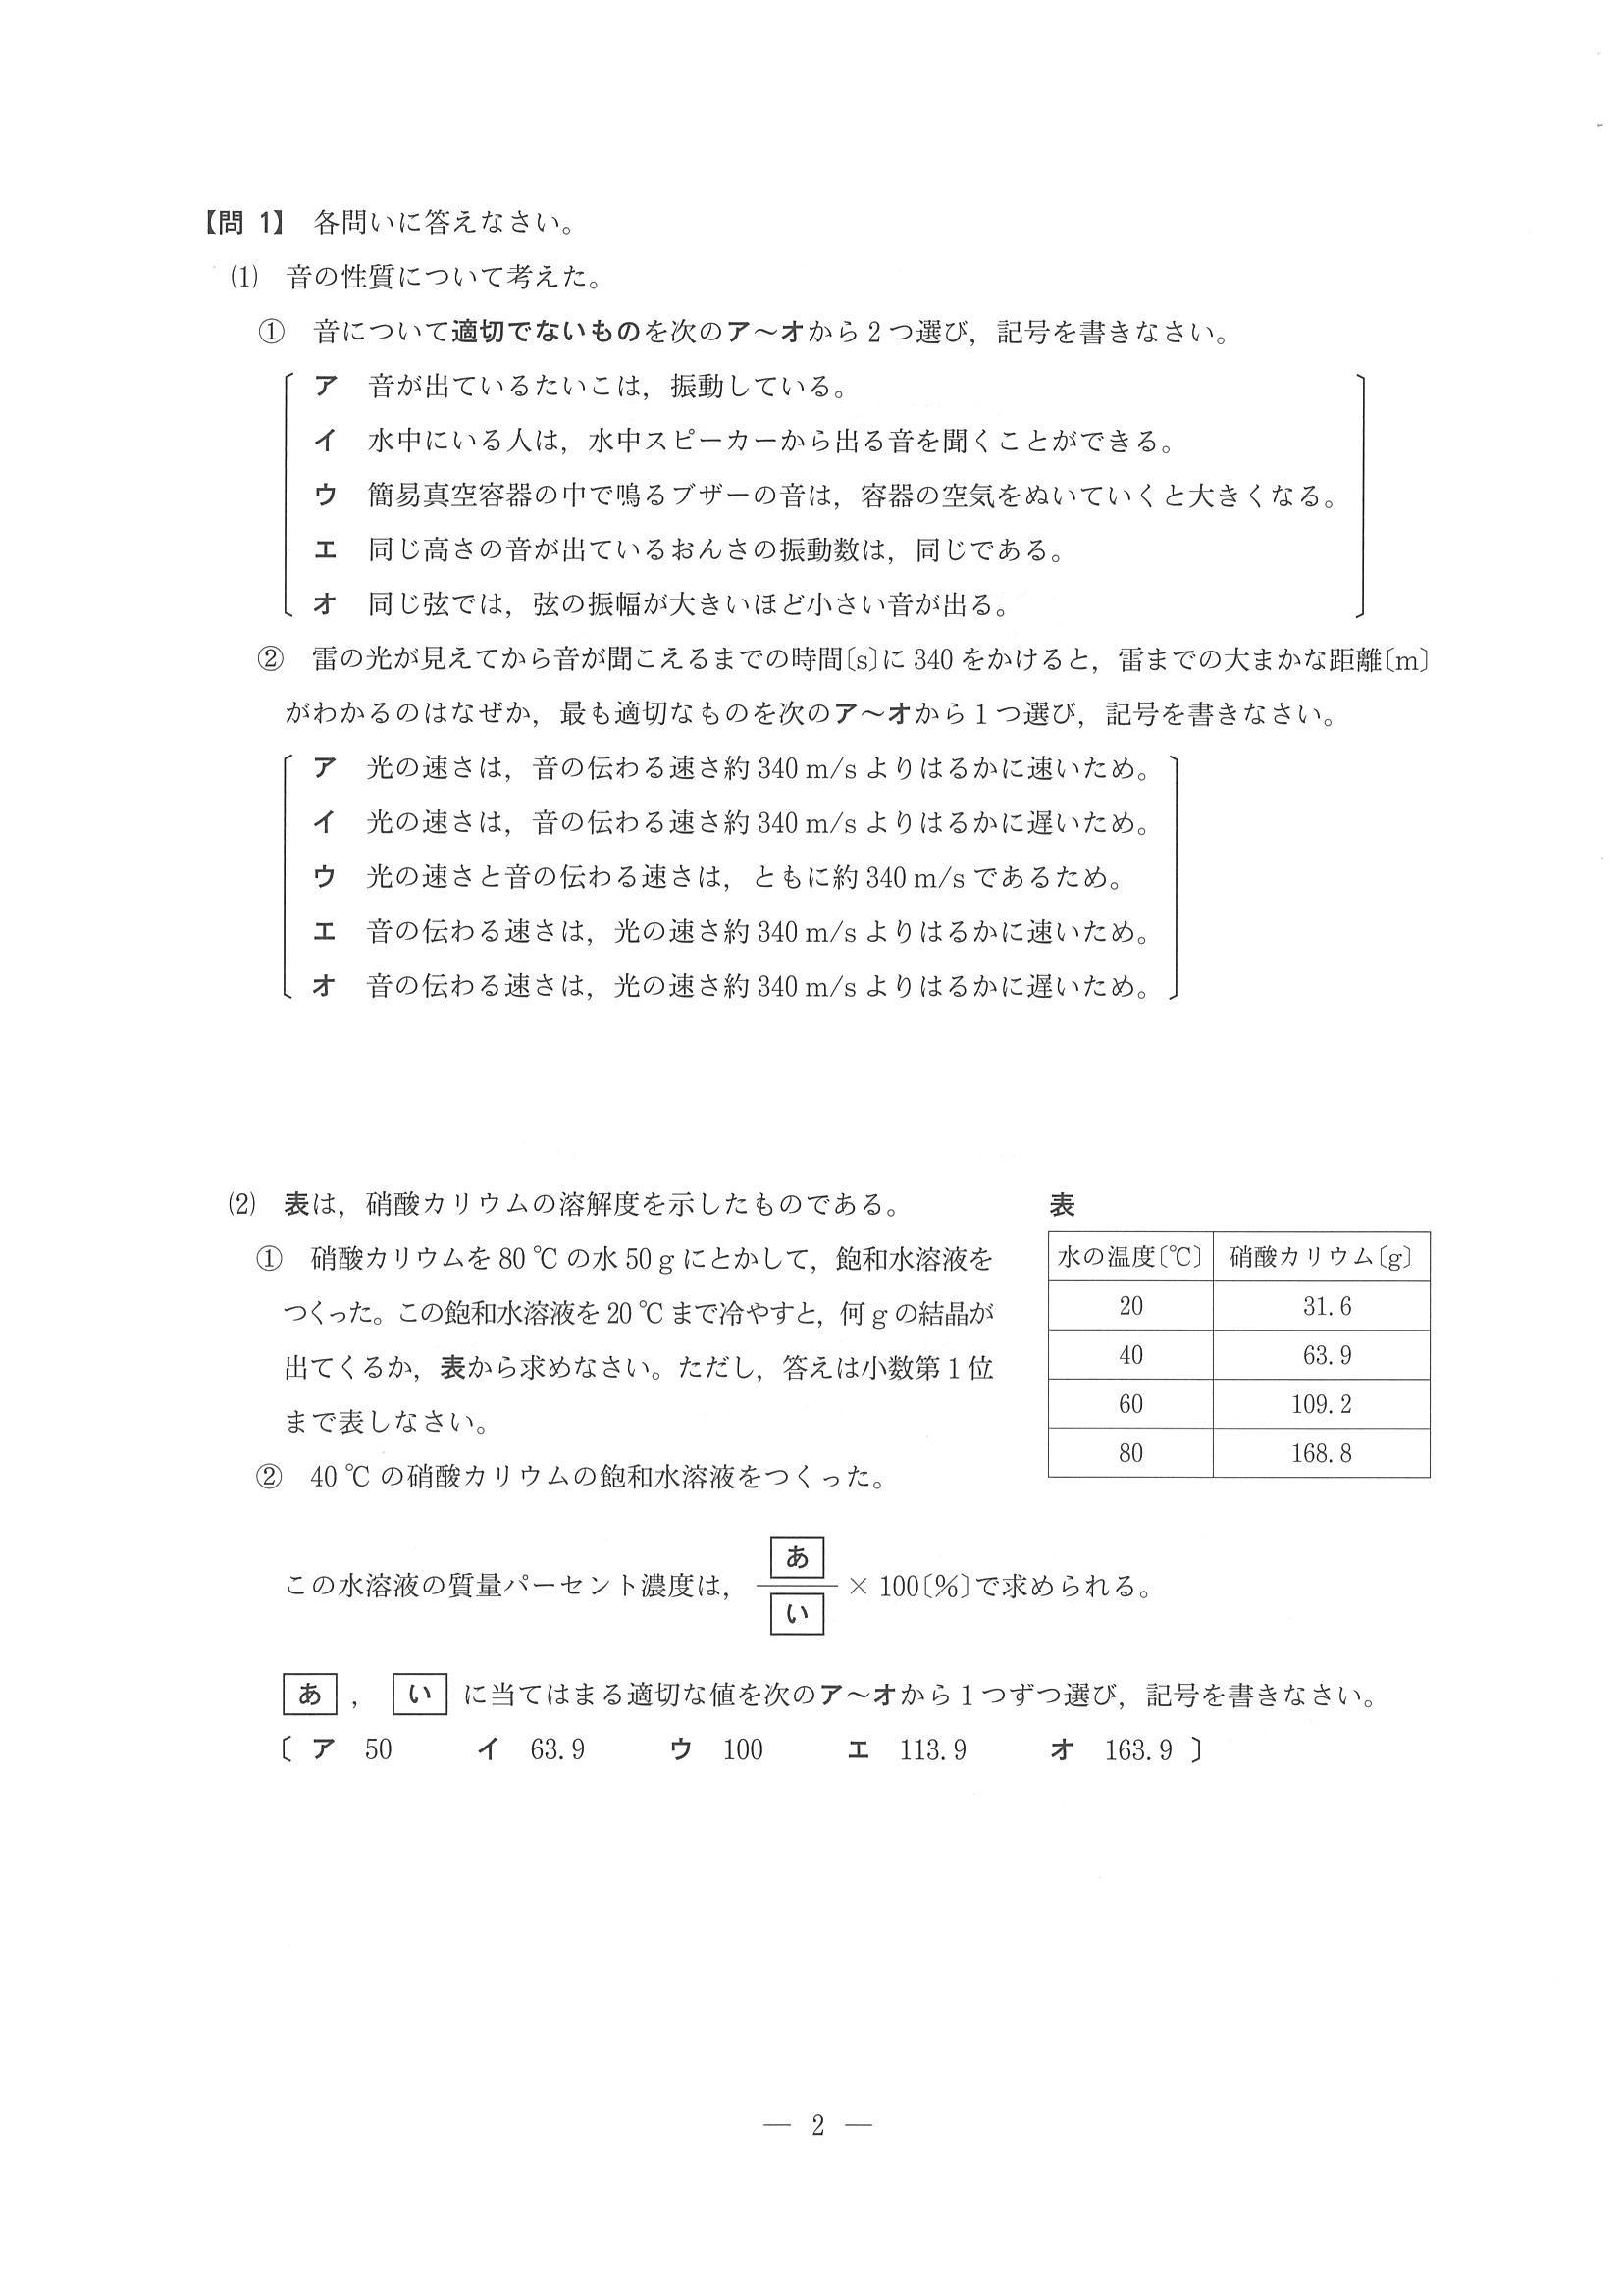 【問 1】 各問いに答えなさい。
⑴ 音の性質について考えた。
① 音について適切でないものを次のア～オから2つ選び，記号を書きなさい。
ア 音が出ているたいこは，振動している。
イ 水中にいる人は，水中スピーカーから出る音を聞くことができる。
ウ 簡易真空容器の中で鳴るブザーの音は，容器の空気をぬいていくと大きくなる。
エ 同じ高さの音が出ているおんさの振動数は，同じである。
オ 同じ弦では，弦の振幅が大きいほど小さい音が出る。
② 雷の光が見えてから音が聞こえるまでの時間〔s〕に340をかけると，雷までの大まかな距離〔m〕
がわかるのはなぜか，最も適切なものを次のア～オから1つ選び，記号を書きなさい。
ア 光の速さは，音の伝わる速さ約340 m/sよりはるかに速いため。
イ 光の速さは，音の伝わる速さ約340 m/sよりはるかに遅いため。
ウ 光の速さと音の伝わる速さは，ともに約340 m/sであるため。
エ 音の伝わる速さは，光の速さ約340 m/sよりはるかに速いため。
オ 音の伝わる速さは，光の速さ約340 m/sよりはるかに遅いため。
⑵ 表は，硝酸カリウムの溶解度を示したものである。
① 硝酸カリウムを80 ℃の水50 gにとかして，飽和水溶液を
つくった。この飽和水溶液を20 ℃まで冷やすと，何gの結晶が
出てくるか，表から求めなさい。ただし，答えは小数第1位
まで表しなさい。
表
水の温度〔℃〕 硝酸カリウム〔g〕
20 31.6
40 63.9
60 109.2
80 168.8
② 40 ℃の硝酸カリウムの飽和水溶液をつくった。
この水溶液の質量パーセント濃度は， あ / い × 100〔％〕で求められる。
あ ， い に当てはまる適切な値を次のア～オから1つずつ選び，記号を書きなさい。
〔 ア 50 イ 63.9 ウ 100 エ 113.9 オ 163.9 〕
— 2 —